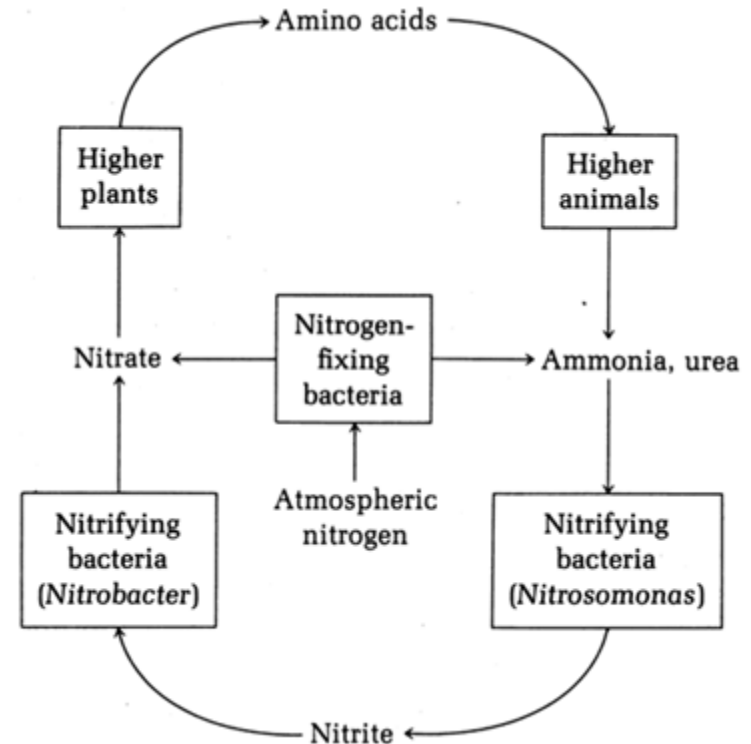 Amino acids
Higher
plants
Higher
animals
Nitrate
Nitrogen-
fixing
bacteria
Ammonia, urea
Atmospheric
nitrogen
Nitrifying
bacteria
(Nitrobacter)
Nitrifying
bacteria
(Nitrosomonas)
Nitrite